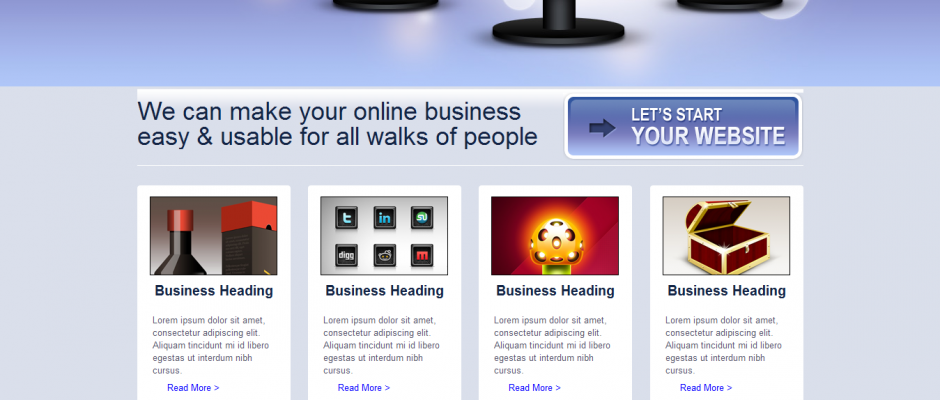 We can make your online business
easy & usable for all walks of people
LET'S START
YOUR WEBSITE
t
in
digg
m
Business Heading
Lorem ipsum dolor sit amet,
consectetur adipiscing elit.
Aliquam tincidunt mi id libero
egestas ut interdum nibh
cursus.
Read More >
Business Heading
Lorem ipsum dolor sit amet,
consectetur adipiscing elit.
Aliquam tincidunt mi id libero
egestas ut interdum nibh
cursus.
Read More >
Business Heading
Lorem ipsum dolor sit amet,
consectetur adipiscing elit.
Aliquam tincidunt mi id libero
egestas ut interdum nibh
cursus.
Read More >
Business Heading
Lorem ipsum dolor sit amet,
consectetur adipiscing elit.
Aliquam tincidunt mi id libero
egestas ut interdum nibh
cursus.
Read More >